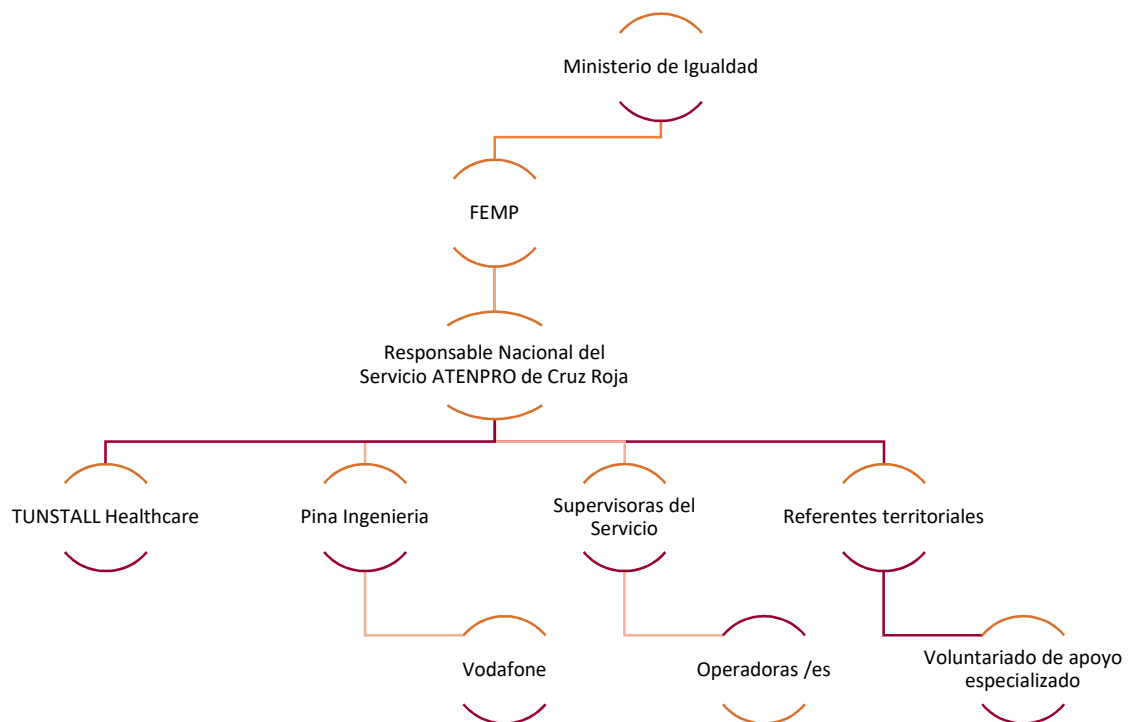 Ministerio de Igualdad
FEMP
Responsable Nacional del
Servicio ATENPRO de Cruz Roja
TUNSTALL Healthcare
Pina Ingenieria
Supervisoras del
Servicio
Referentes territoriales
Vodafone
Operadoras /es
Voluntariado de apoyo
especializado